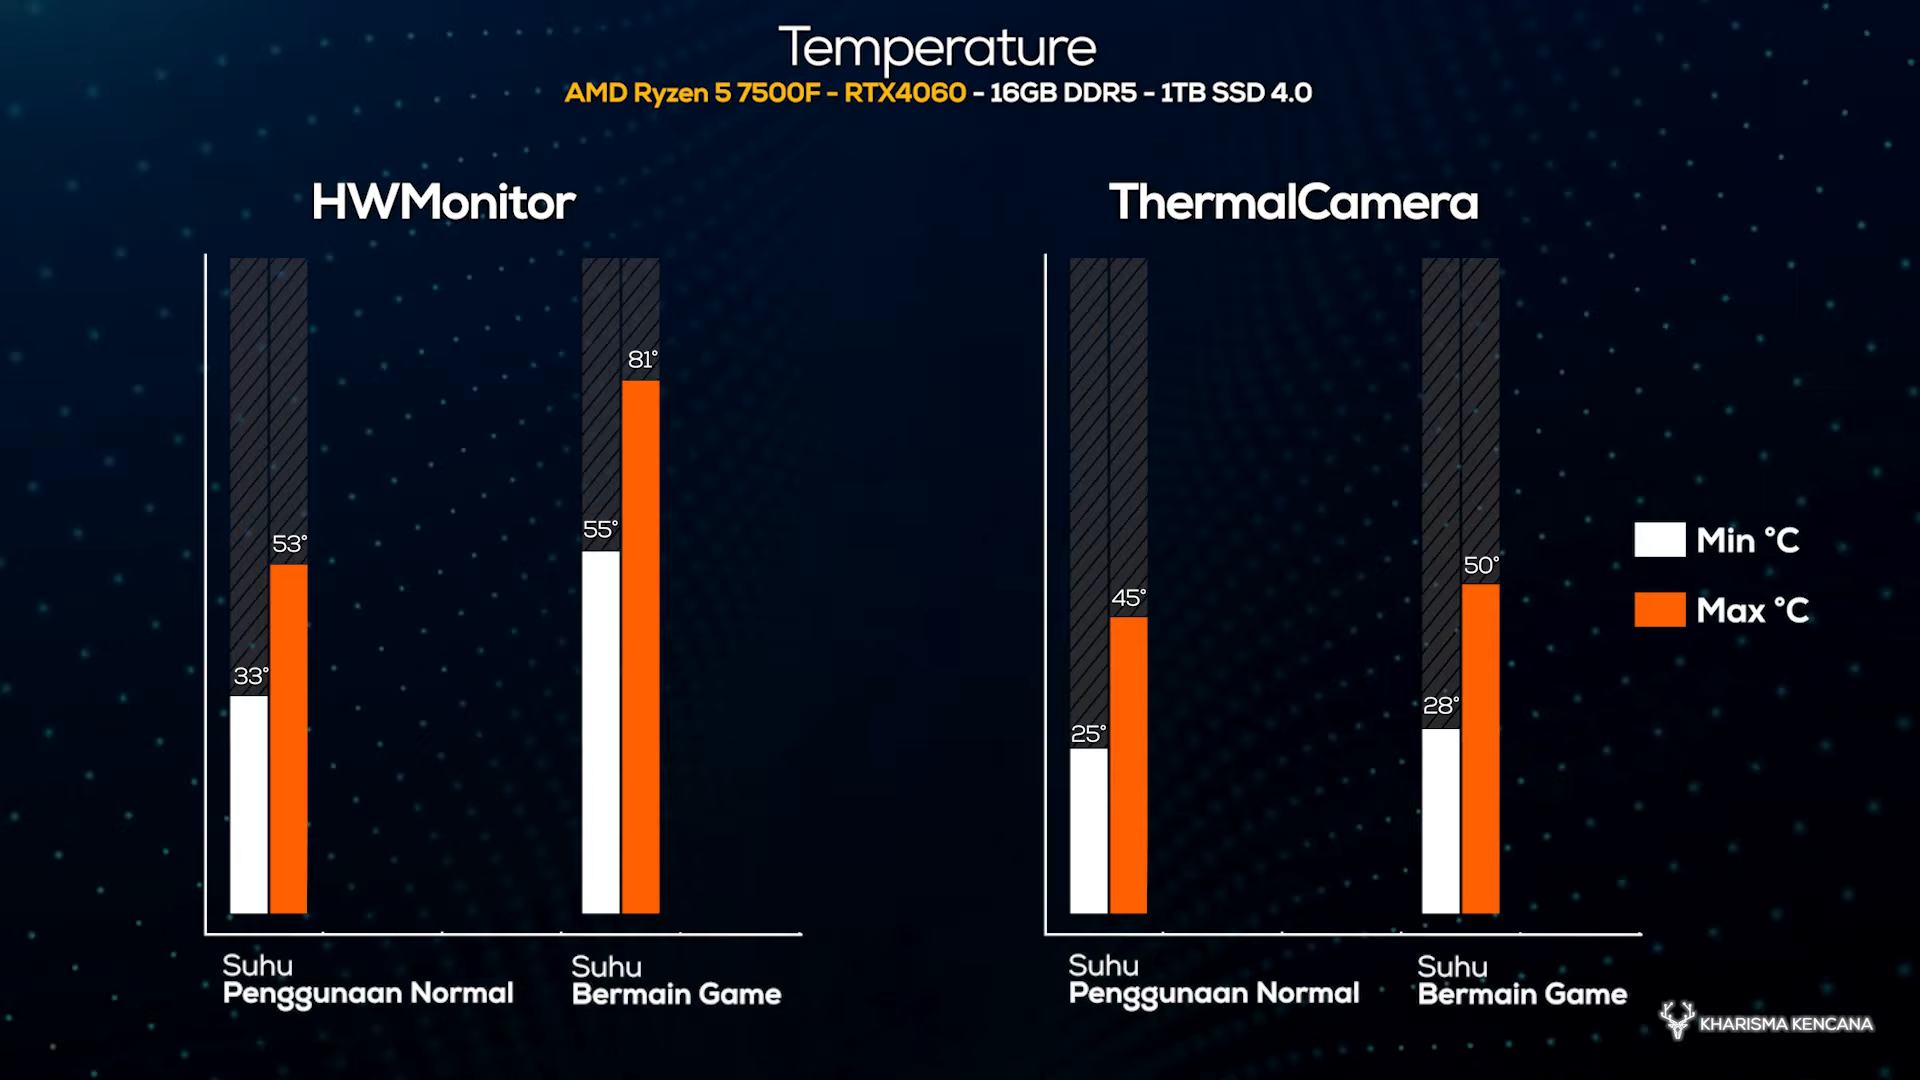 Temperature
AMD Ryzen 5 7500F - RTX4060 - 16GB DDR5 - 1TB SSD 4.0
HWMonitor
33°
53°
55°
81°
Suhu
Penggunaan Normal
Suhu
Bermain Game
ThermalCamera
25°
45°
28°
50°
Suhu
Penggunaan Normal
Suhu
Bermain Game
Min °C
Max °C
KHARISMA KENCANA